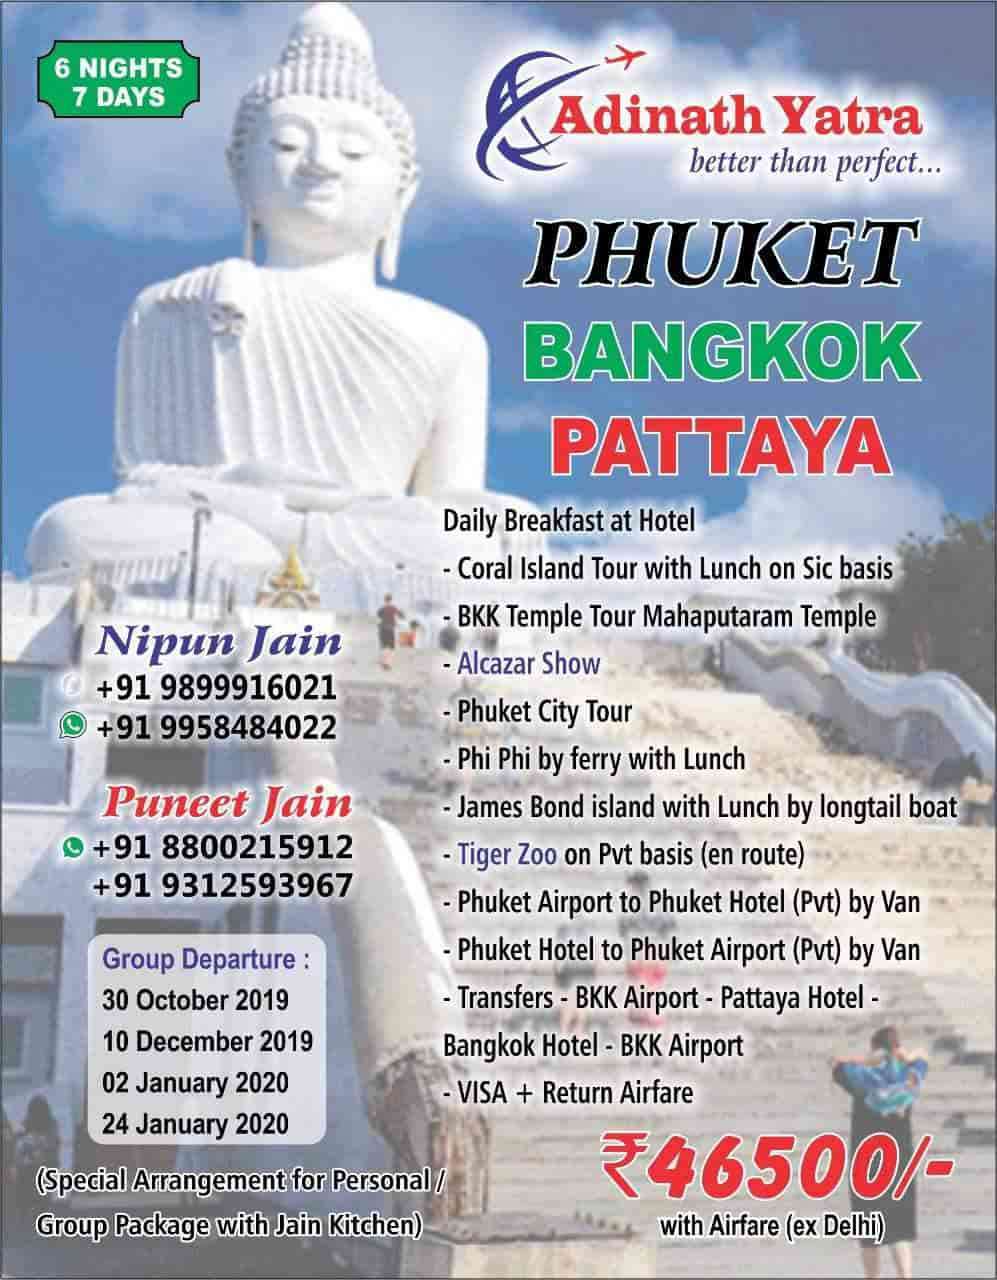 6 NIGHTS
7 DAYS
Adinath Yatra
better than perfect...
PHUKET
BANGKOK
PATTAYA
Daily Breakfast at Hotel
- Coral Island Tour with Lunch on Sic basis
- BKK Temple Tour Mahaputaram Temple
- Alcazar Show
- Phuket City Tour
- Phi Phi by ferry with Lunch
- James Bond island with Lunch by longtail boat
- Tiger Zoo on Pvt basis (en route)
- Phuket Airport to Phuket Hotel (Pvt) by Van
- Phuket Hotel to Phuket Airport (Pvt) by Van
- Transfers - BKK Airport - Pattaya Hotel -
Bangkok Hotel - BKK Airport
- VISA + Return Airfare
Nipun Jain
+91 9899916021
+91 9958484022
Puneet Jain
+91 8800215912
+91 9312593967
Group Departure :
30 October 2019
10 December 2019
02 January 2020
24 January 2020
(Special Arrangement for Personal /
Group Package with Jain Kitchen)
₹46500/-
with Airfare (ex Delhi)